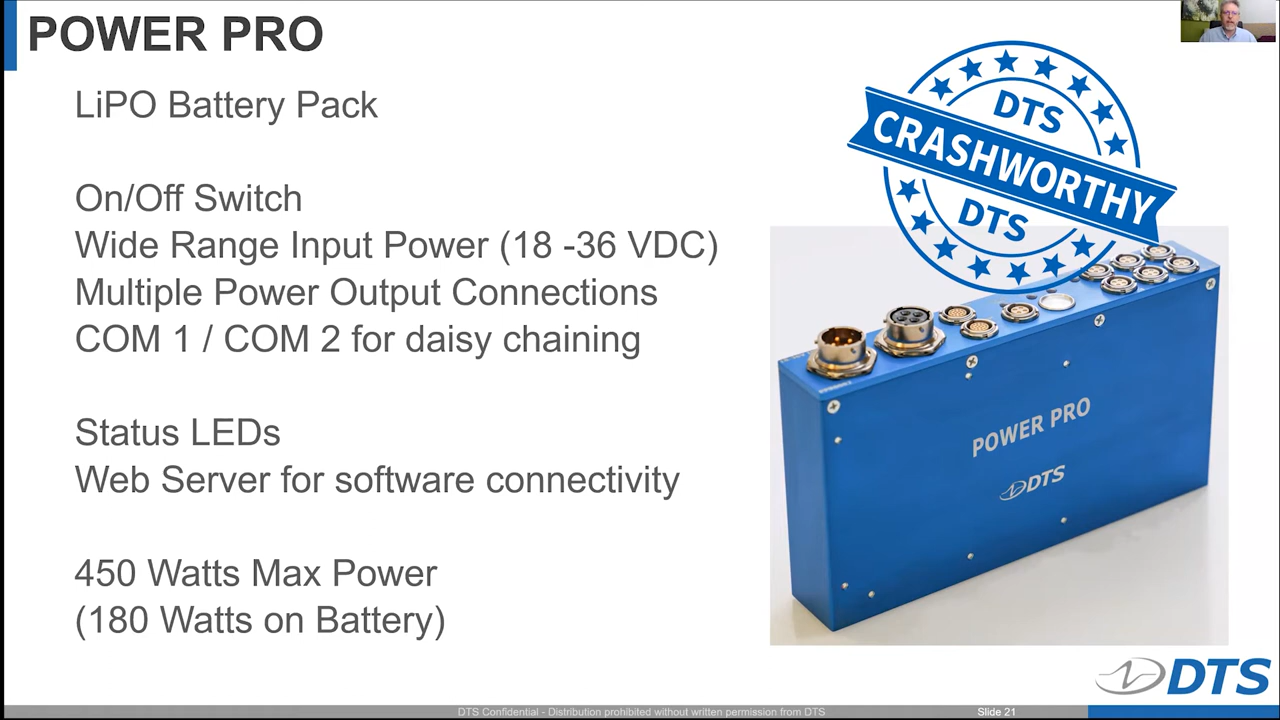 POWER PRO
LiPO Battery Pack
On/Off Switch
Wide Range Input Power (18 -36 VDC)
Multiple Power Output Connections
COM 1 / COM 2 for daisy chaining
Status LEDs
Web Server for software connectivity
450 Watts Max Power
(180 Watts on Battery)
DTS
CRASHWORTHY
DTS
POWER PRO
DTS
DTS
DTS Confidential - Distribution prohibited without written permission from DTS
Slide 21